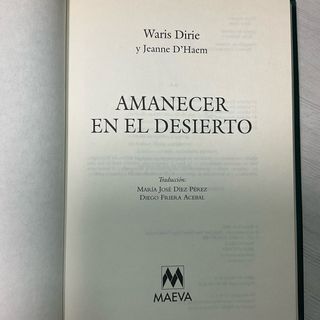 Waris Dirie
y Jeanne D'Haem
AMANECER
EN EL DESIERTO
Traducción:
MARÍA JOSÉ DÍEZ PÉREZ
DIEGO FRIERA ACEBAL
MAEVA